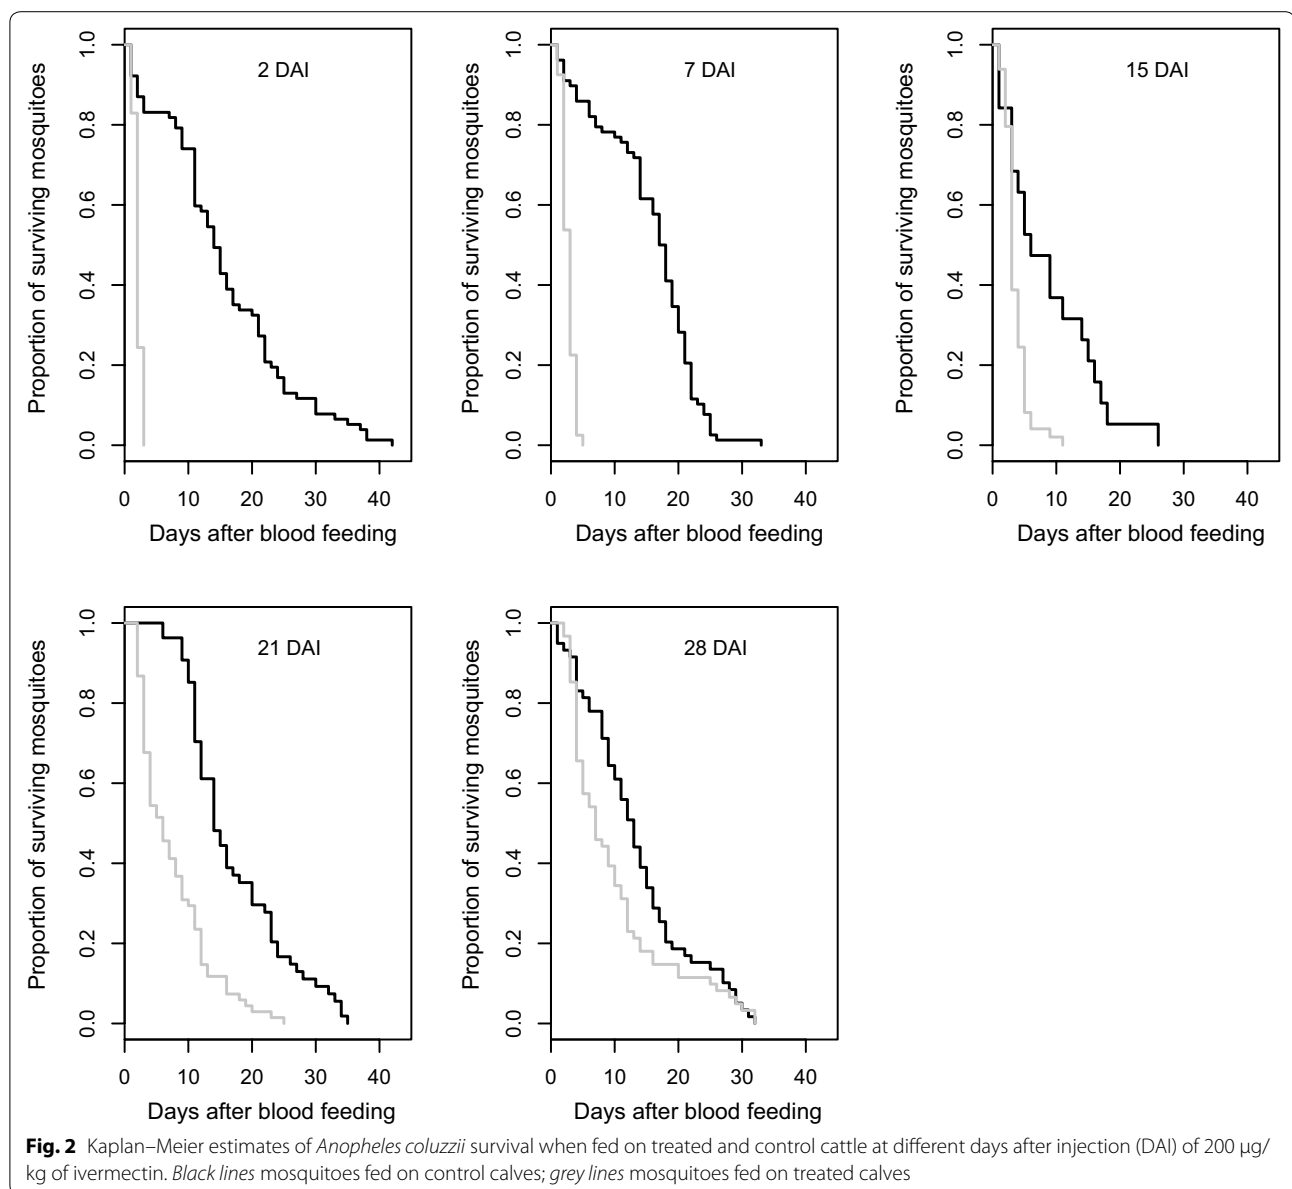 2 DAI
Proportion of surviving mosquitoes
0.0 0.2 0.4 0.6 0.8 1.0
0 10 20 30 40
Days after blood feeding
7 DAI
Proportion of surviving mosquitoes
0.0 0.2 0.4 0.6 0.8 1.0
0 10 20 30 40
Days after blood feeding
15 DAI
Proportion of surviving mosquitoes
0.0 0.2 0.4 0.6 0.8 1.0
0 10 20 30 40
Days after blood feeding
21 DAI
Proportion of surviving mosquitoes
0.0 0.2 0.4 0.6 0.8 1.0
0 10 20 30 40
Days after blood feeding
28 DAI
Proportion of surviving mosquitoes
0.0 0.2 0.4 0.6 0.8 1.0
0 10 20 30 40
Days after blood feeding
Fig. 2 Kaplan–Meier estimates of Anopheles coluzzii survival when fed on treated and control cattle at different days after injection (DAI) of 200 μg/
kg of ivermectin. Black lines mosquitoes fed on control calves; grey lines mosquitoes fed on treated calves